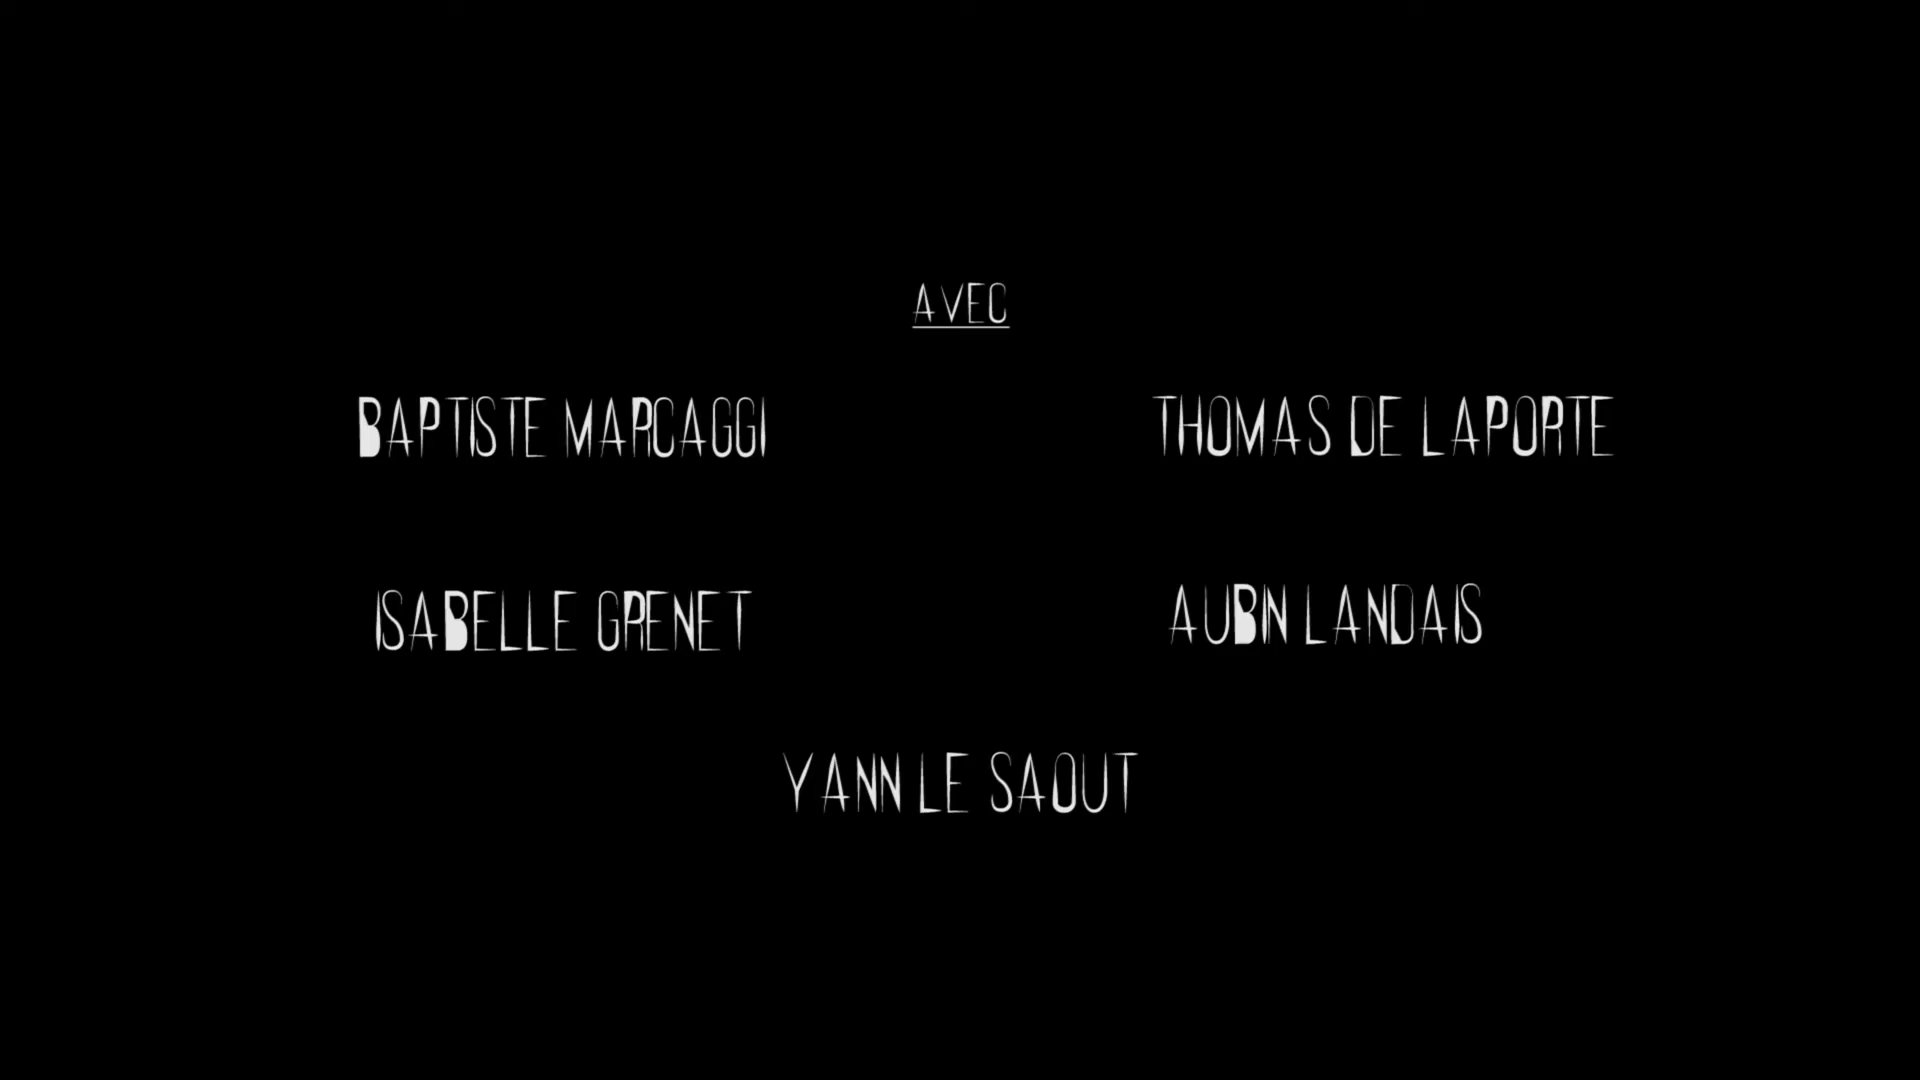 AVEC
BAPTISTE MARCAGGI
THOMAS DE LAPORTE
ISABELLE GRENET
AUBIN LANDAIS
YANN LE SAOUT